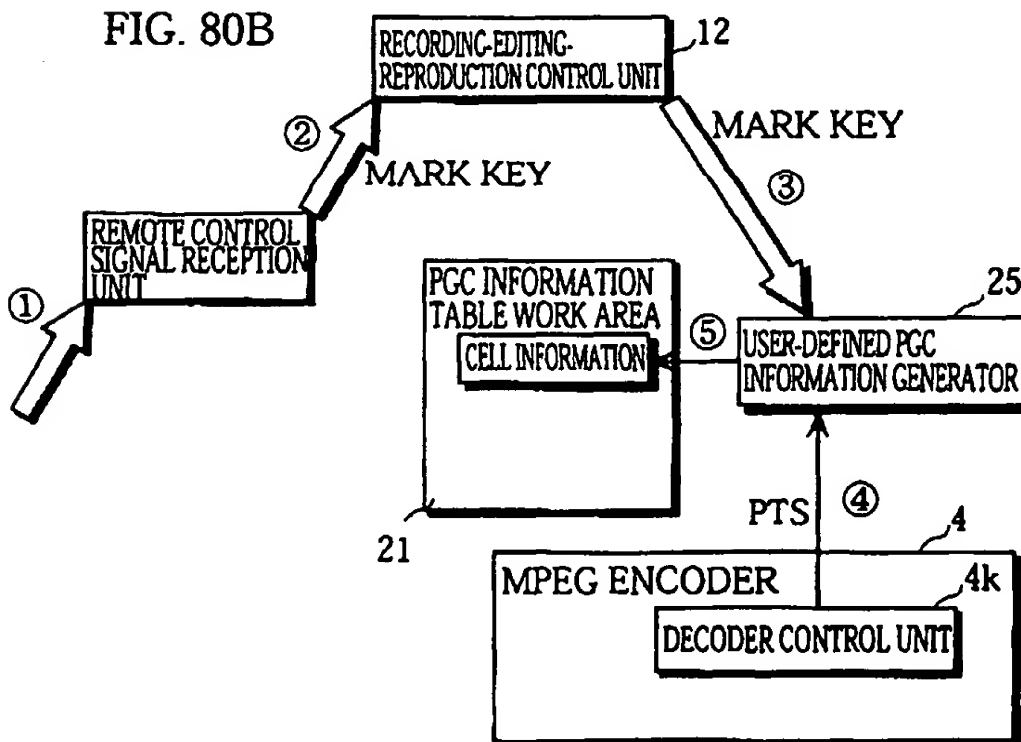 FIG. 80B
RECORDING-EDITING-
REPRODUCTION CONTROL UNIT
12
②
MARK KEY
MARK KEY
③
REMOTE CONTROL
SIGNAL RECEPTION
UNIT
①
PGC INFORMATION
TABLE WORK AREA
CELL INFORMATION
⑤
25
USER-DEFINED PGC
INFORMATION GENERATOR
21
PTS
④
4
MPEG ENCODER
4k
DECODER CONTROL UNIT